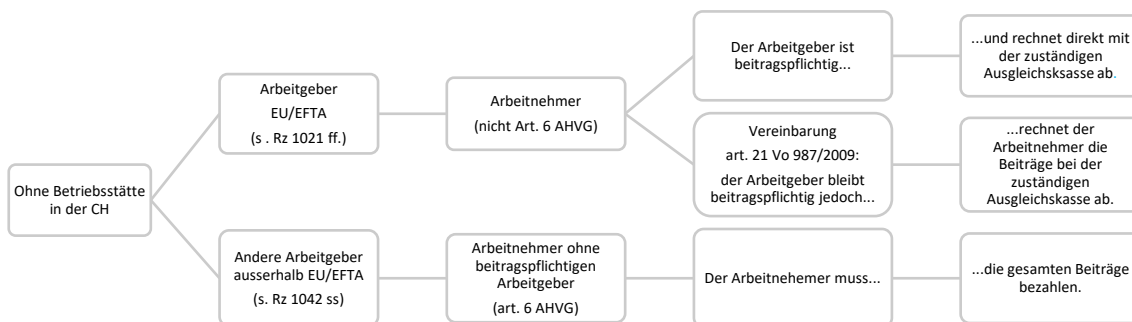 Ohne Betriebsstätte
in der CH
Arbeitgeber
EU/EFTA
(s . Rz 1021 ff.)
Arbeitnehmer
(nicht Art. 6 AHVG)
Der Arbeitgeber ist
beitragspflichtig...
...und rechnet direkt mit
der zuständigen
Ausgleichsksasse ab.
Vereinbarung
art. 21 Vo 987/2009:
der Arbeitgeber bleibt
beitragspflichtig jedoch...
...rechnet der
Arbeitnehmer die
Beiträge bei der
zuständigen
Ausgleichskasse ab.
Andere Arbeitgeber
ausserhalb EU/EFTA
(s. Rz 1042 ss)
Arbeitnehmer ohne
beitragspflichtigen
Arbeitgeber
(art. 6 AHVG)
Der Arbeitnehemer muss...
...die gesamten Beiträge
bezahlen.